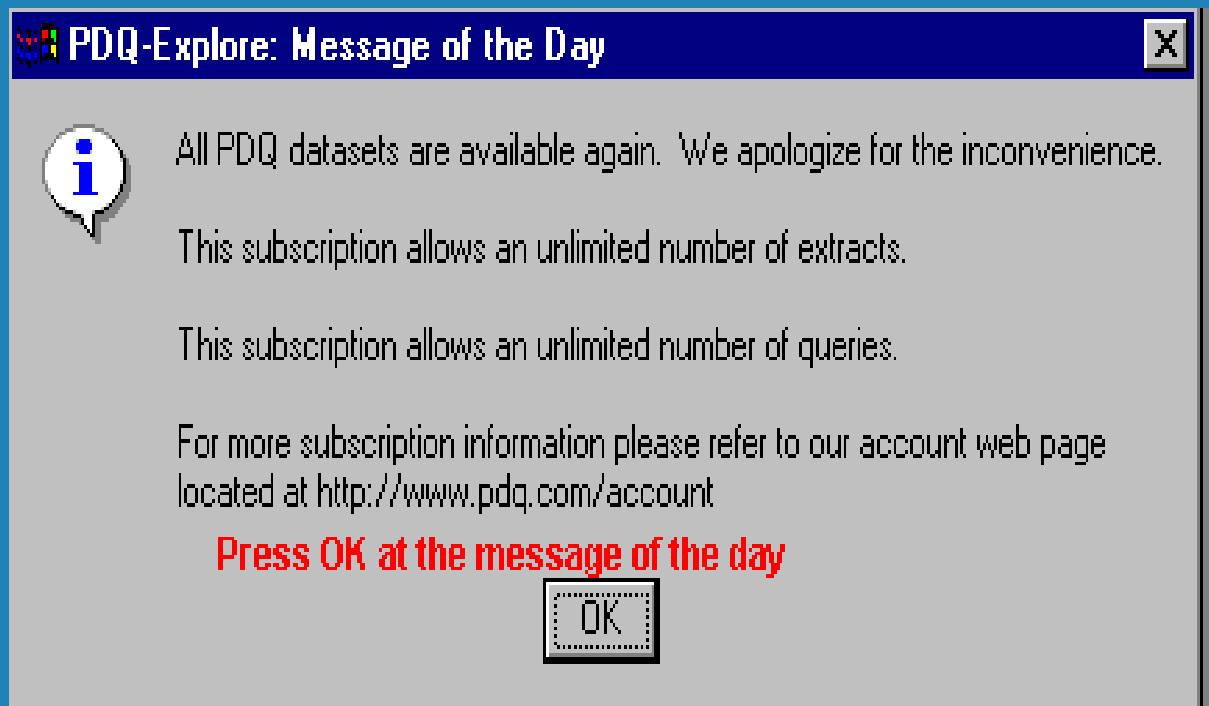 PDQ-Explore: Message of the Day
All PDQ datasets are available again.  We apologize for the inconvenience.
This subscription allows an unlimited number of extracts.
This subscription allows an unlimited number of queries.
For more subscription information please refer to our account web page
located at http://www.pdq.com/account
Press OK at the message of the day
OK